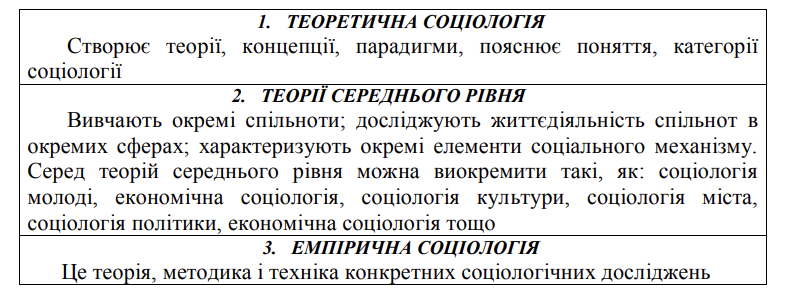 1. ТЕОРЕТИЧНА СОЦІОЛОГІЯ
Створює теорії, концепції, парадигми, пояснює поняття, категорії
соціології
2. ТЕОРІЇ СЕРЕДНЬОГО РІВНЯ
Вивчають окремі спільноти; досліджують життєдіяльність спільнот в
окремих сферах; характеризують окремі елементи соціального механізму.
Серед теорій середнього рівня можна виокремити такі, як: соціологія
молоді, економічна соціологія, соціологія культури, соціологія міста,
соціологія політики, економічна соціологія тощо
3. ЕМПІРИЧНА СОЦІОЛОГІЯ
Це теорія, методика і техніка конкретних соціологічних досліджень